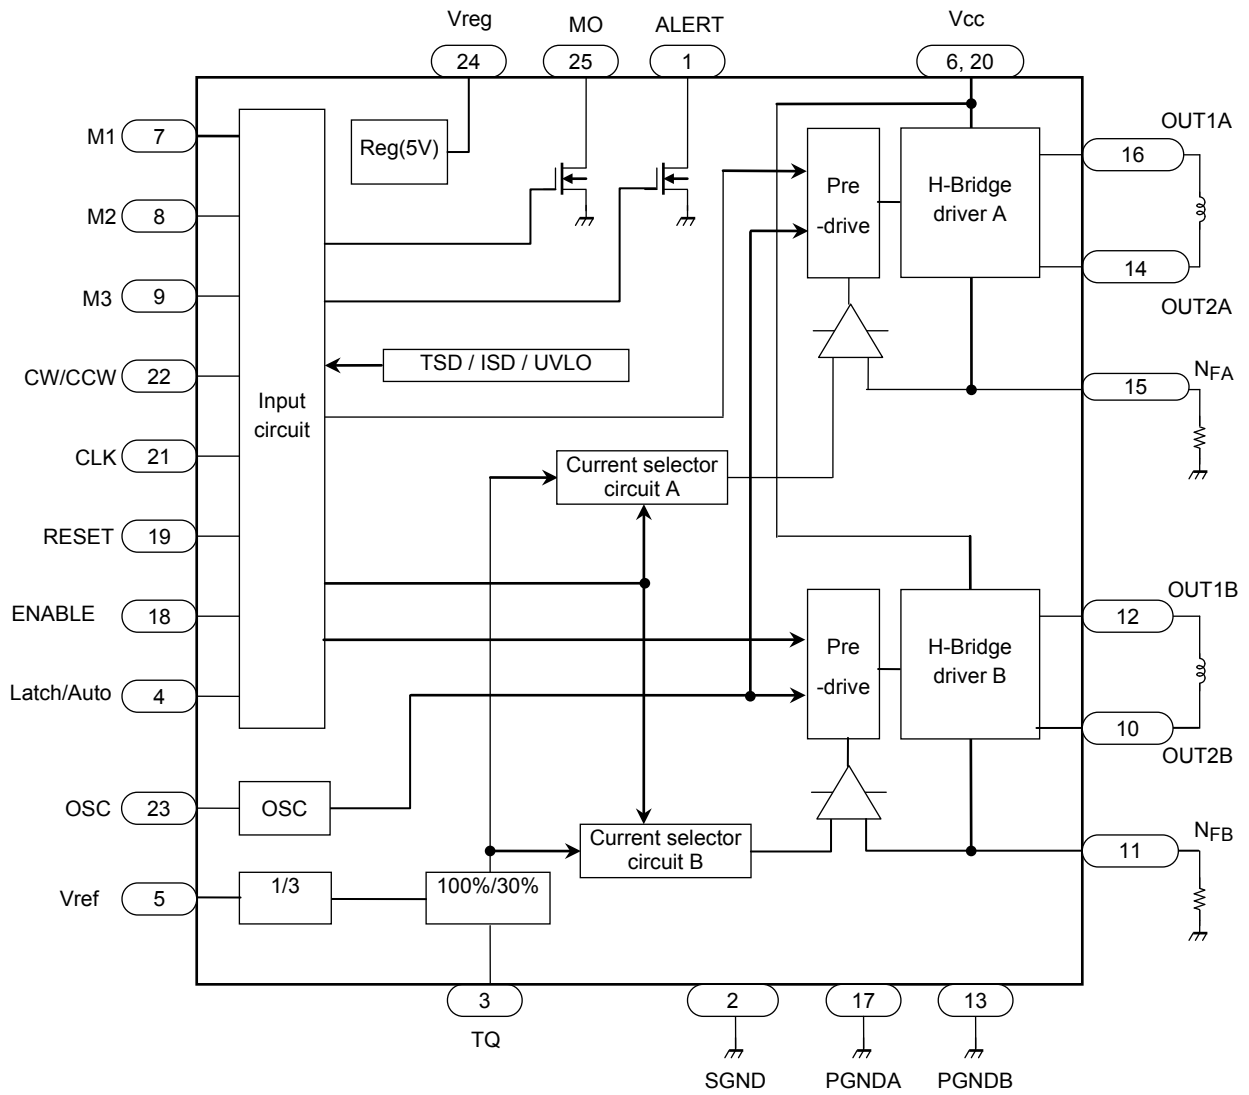 Vreg MO ALERT Vcc
24 25 1 6, 20
M1 7
Reg(5V)
OUT1A
16
Pre
-drive
H-Bridge
driver A
M2 8
14
OUT2A
M3 9
TSD / ISD / UVLO
CW/CCW 22
NFA
15
Input
circuit
CLK 21
Current selector
circuit A
RESET 19
ENABLE 18
OUT1B
12
Pre
-drive
H-Bridge
driver B
Latch/Auto 4
10
OUT2B
OSC 23 OSC
Current selector
circuit B
NFB
11
Vref 5 1/3 100%/30%
3 2 17 13
TQ
SGND PGNDA PGNDB